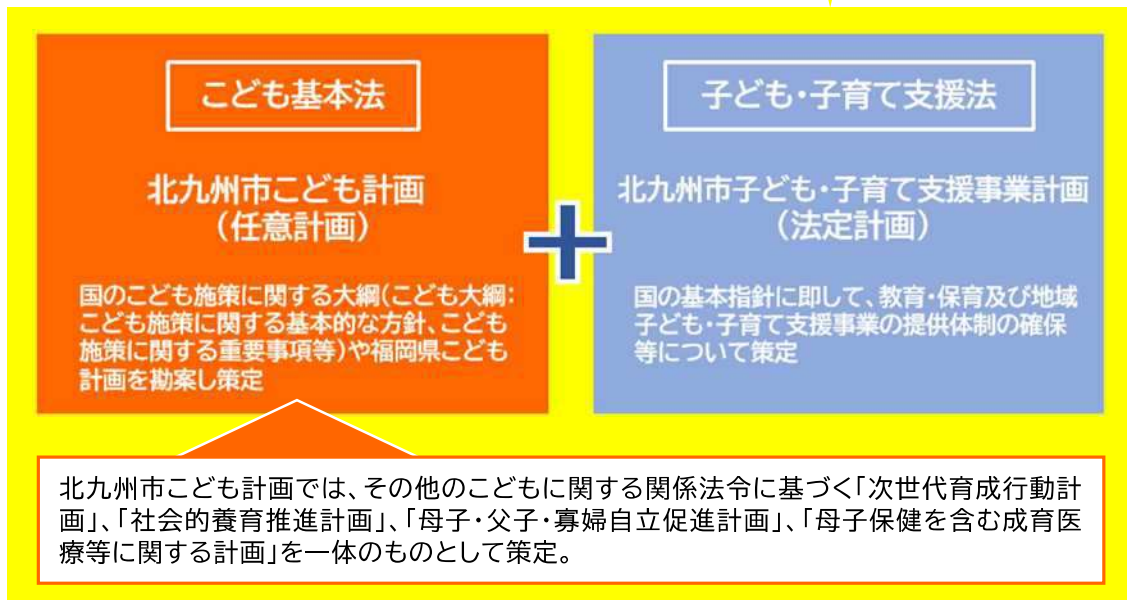 こども基本法
北九州市こども計画
(任意計画)
国のこども施策に関する大綱(こども大綱:
こども施策に関する基本的な方針、こども
施策に関する重要事項等)や福岡県こども
計画を勘案し策定
子ども・子育て支援法
北九州市子ども・子育て支援事業計画
(法定計画)
国の基本指針に即して、教育・保育及び地域
子ども・子育て支援事業の提供体制の確保
等について策定
北九州市こども計画では、その他のこどもに関する関係法令に基づく「次世代育成行動計
画」、「社会的養育推進計画」、「母子・父子・寡婦自立促進計画」、「母子保健を含む成育医
療等に関する計画」を一体のものとして策定。